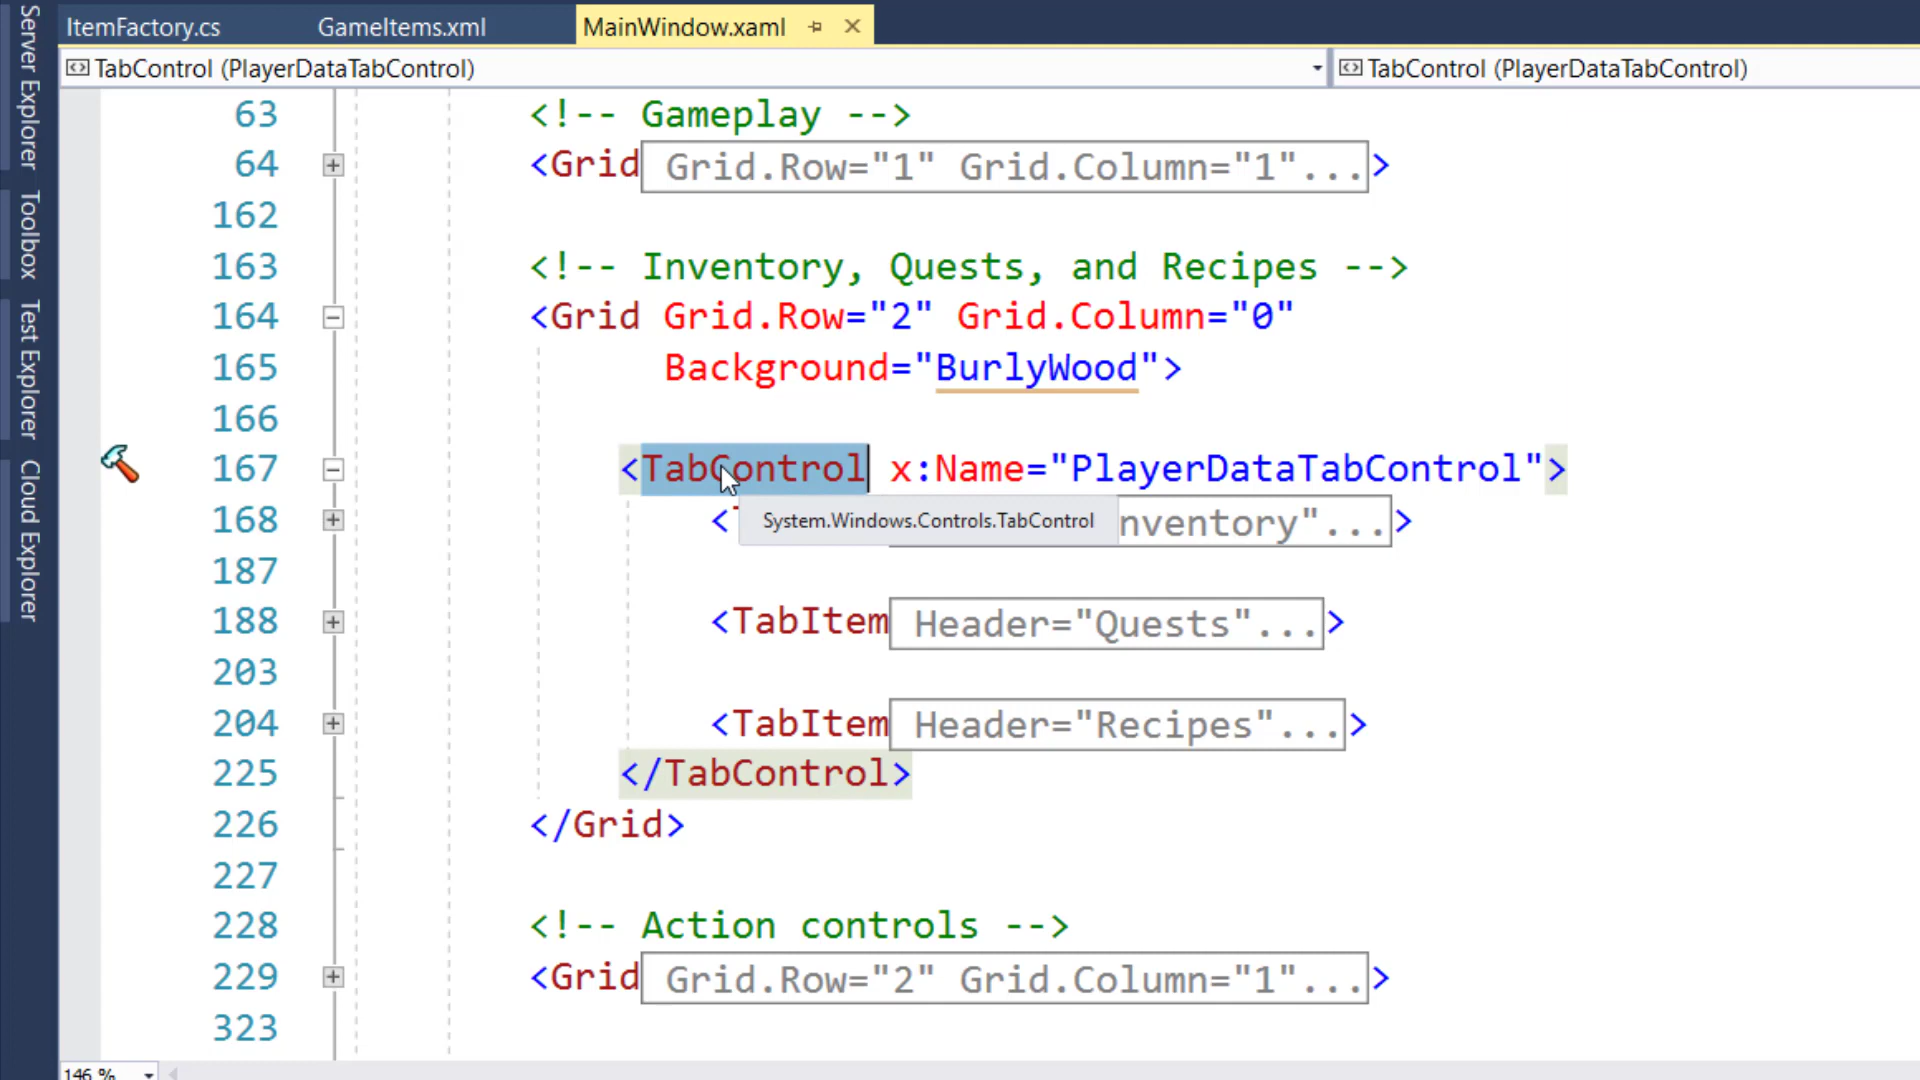 ItemFactory.cs GameItems.xml MainWindow.xaml
TabControl (PlayerDataTabControl) TabControl (PlayerDataTabControl)
Server Explorer
Toolbox
Test Explorer
Cloud Explorer
63 <!-- Gameplay -->
64 <Grid Grid.Row="1" Grid.Column="1"...>
162
163 <!-- Inventory, Quests, and Recipes -->
164 <Grid Grid.Row="2" Grid.Column="0"
165 Background="BurlyWood">
166
167 <TabControl x:Name="PlayerDataTabControl">
168 < nventory"...>
System.Windows.Controls.TabControl
187
188 <TabItem Header="Quests"...>
203
204 <TabItem Header="Recipes"...>
225 </TabControl>
226 </Grid>
227
228 <!-- Action controls -->
229 <Grid Grid.Row="2" Grid.Column="1"...>
323
146 %